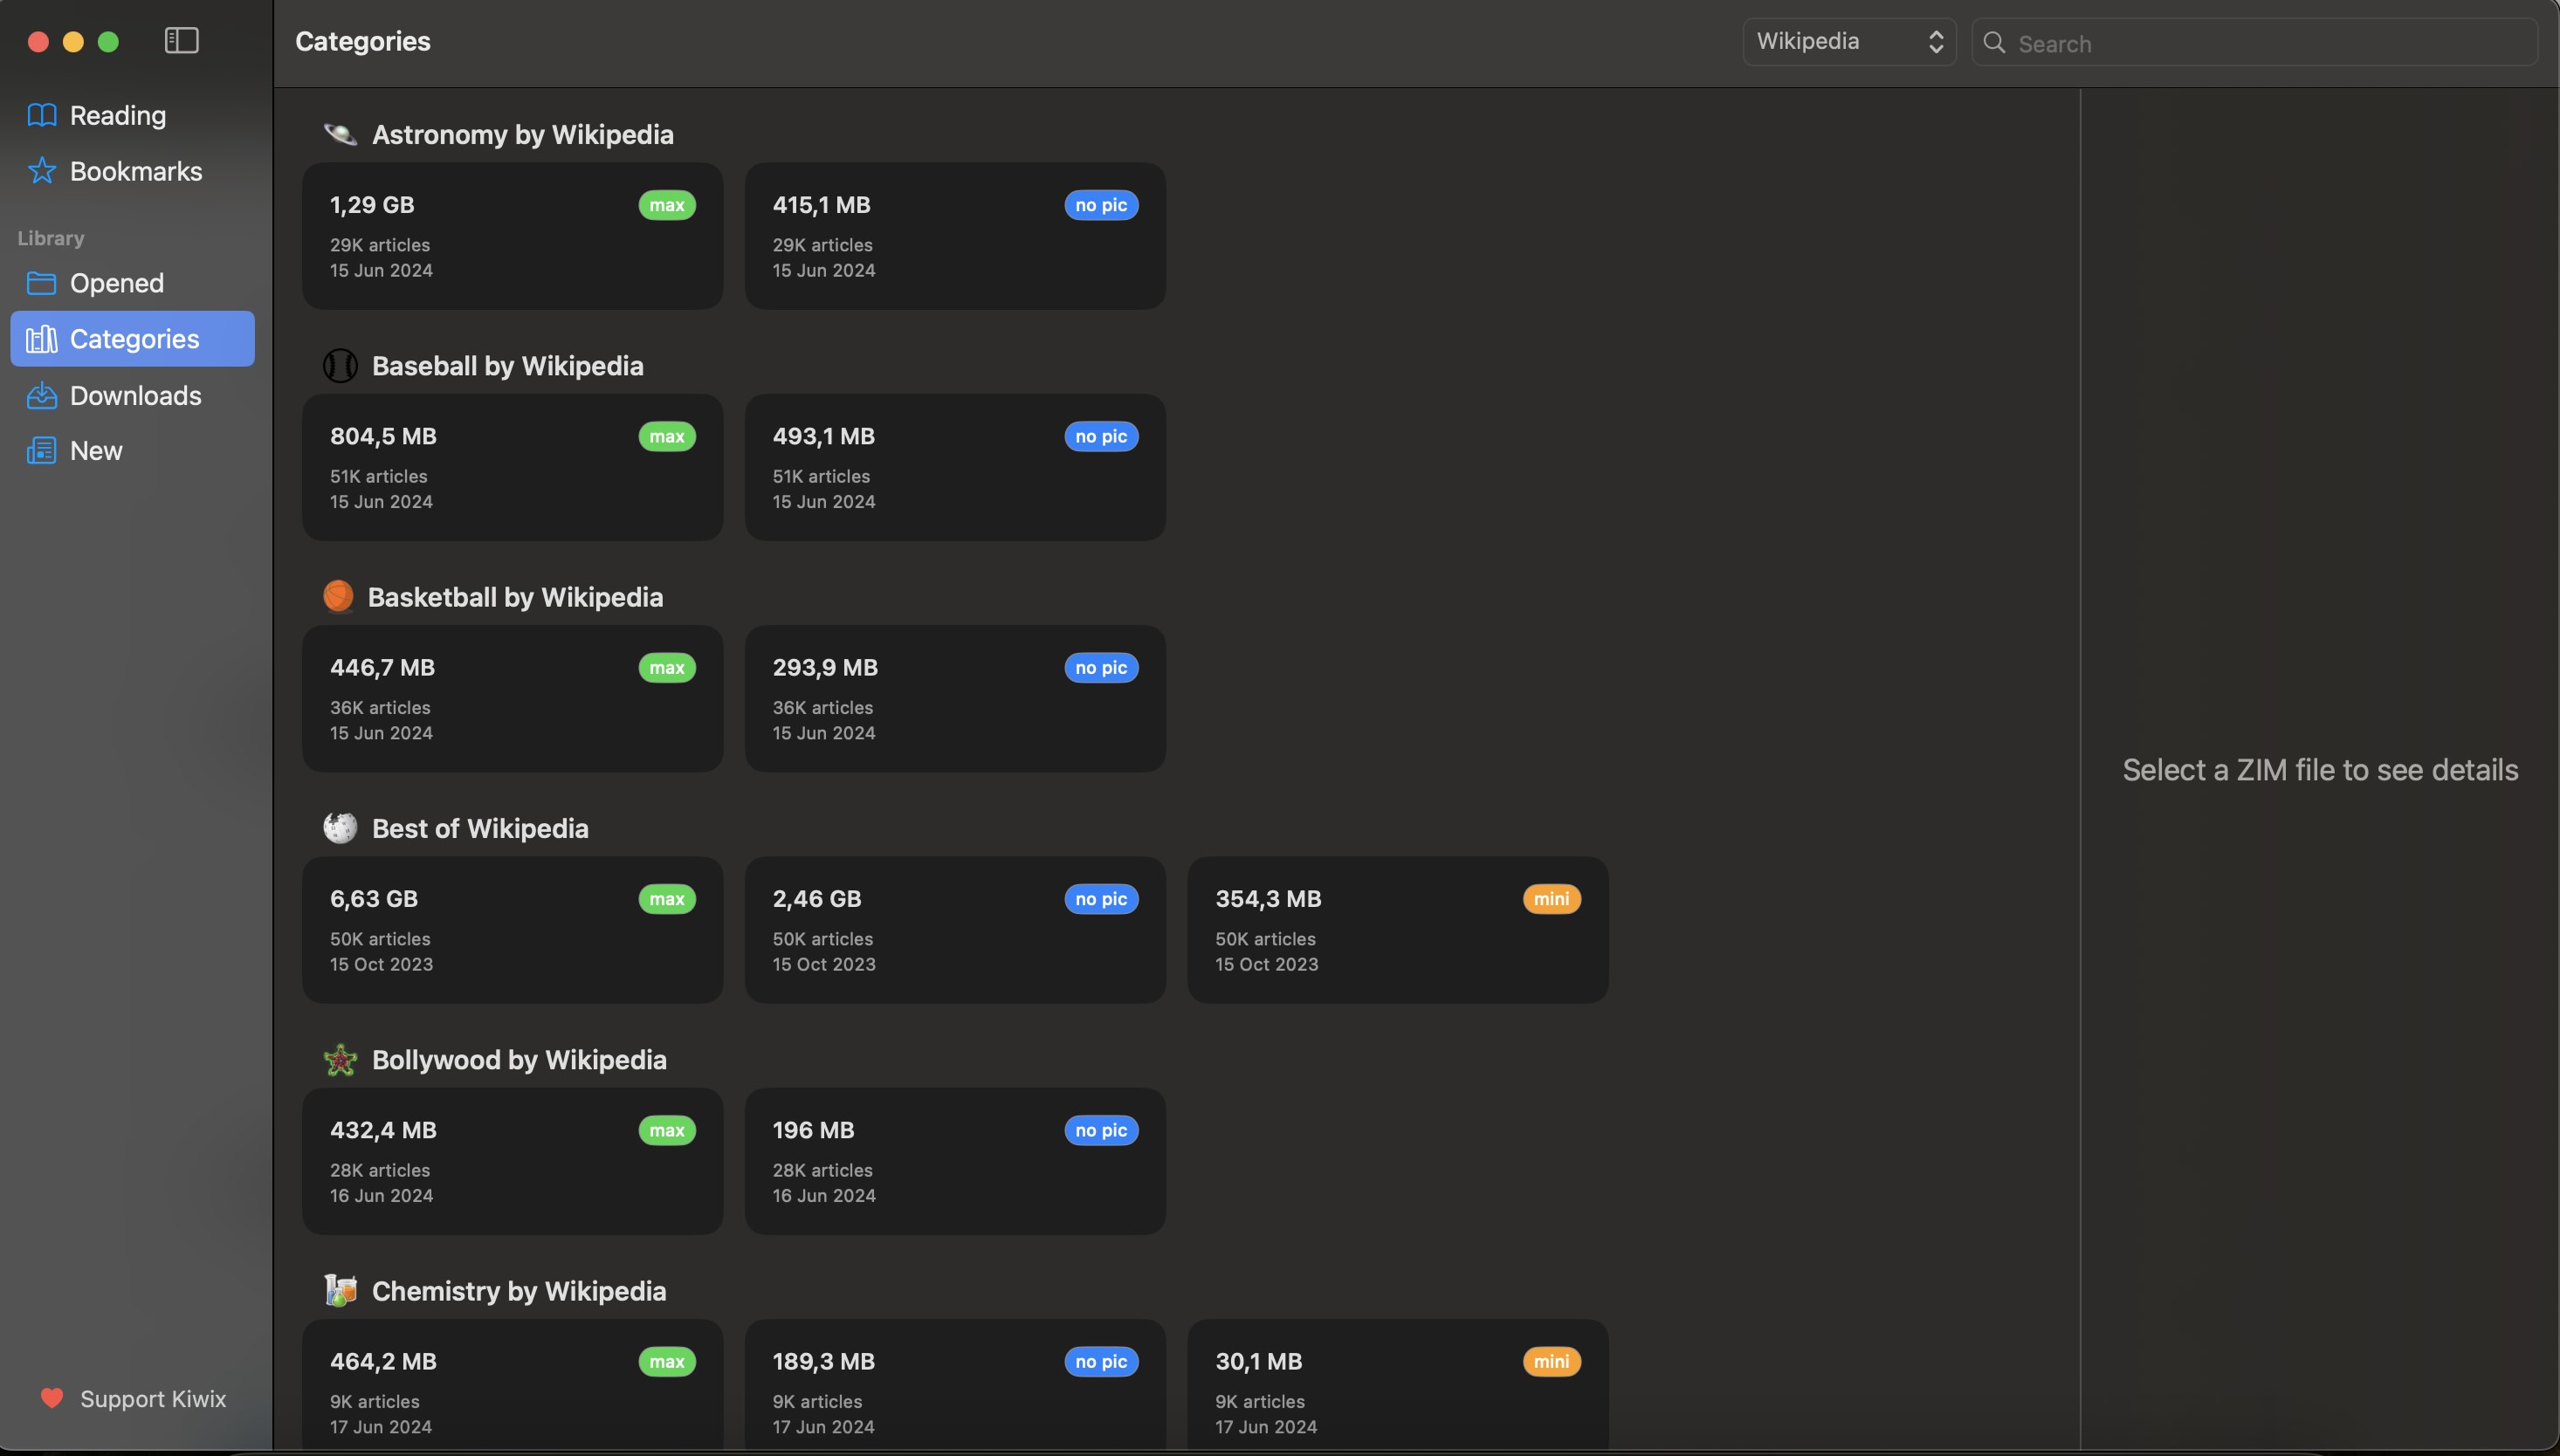 Reading
Bookmarks
Library
Opened
Categories
Downloads
New
Support Kiwix
Categories
Wikipedia
Search
Astronomy by Wikipedia
1,29 GB max
29K articles
15 Jun 2024
415,1 MB no pic
29K articles
15 Jun 2024
Baseball by Wikipedia
804,5 MB max
51K articles
15 Jun 2024
493,1 MB no pic
51K articles
15 Jun 2024
Basketball by Wikipedia
446,7 MB max
36K articles
15 Jun 2024
293,9 MB no pic
36K articles
15 Jun 2024
Best of Wikipedia
6,63 GB max
50K articles
15 Oct 2023
2,46 GB no pic
50K articles
15 Oct 2023
354,3 MB mini
50K articles
15 Oct 2023
Bollywood by Wikipedia
432,4 MB max
28K articles
16 Jun 2024
196 MB no pic
28K articles
16 Jun 2024
Chemistry by Wikipedia
464,2 MB max
9K articles
17 Jun 2024
189,3 MB no pic
9K articles
17 Jun 2024
30,1 MB mini
9K articles
17 Jun 2024
Select a ZIM file to see details